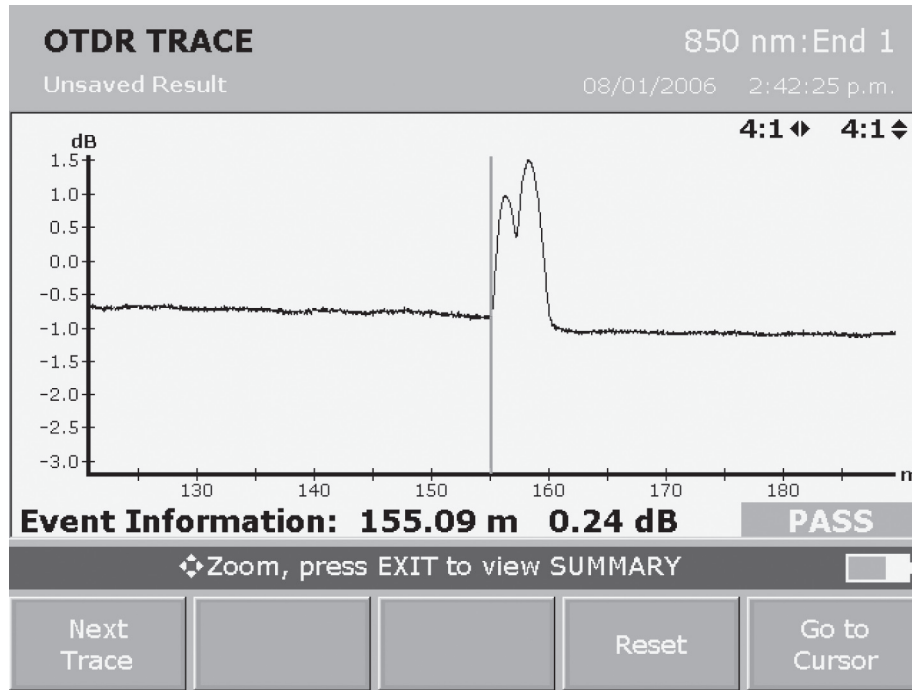 OTDR TRACE
850 nm:End 1
Unsaved Result
08/01/2006 2:42:25 p.m.
4:1 4:1
dB
1.5
1.0
0.5
0.0
-0.5
-1.0
-1.5
-2.0
-2.5
-3.0
130 140 150 160 170 180
m
Event Information: 155.09 m 0.24 dB
PASS
Zoom, press EXIT to view SUMMARY
Next Trace
Reset
Go to Cursor